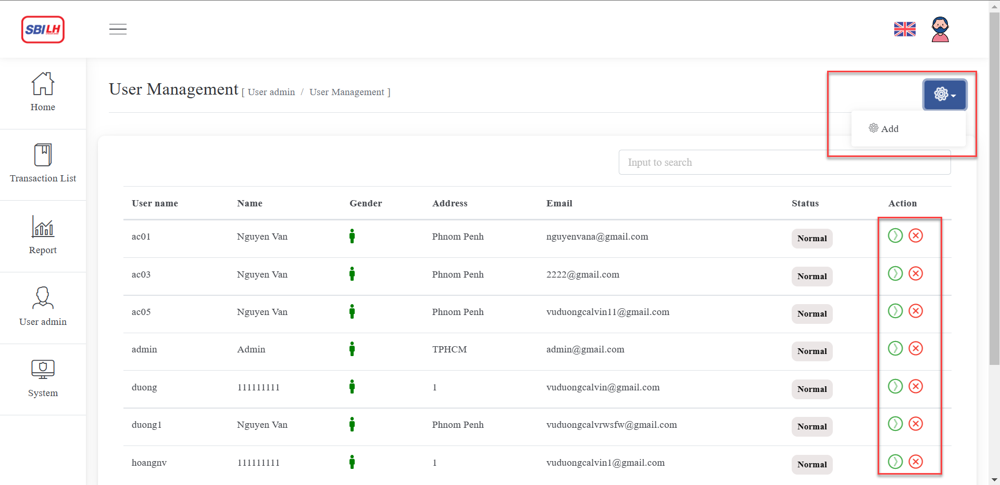 SBI LH
User Management [ User admin / User Management ]
Add
Home
Transaction List
Report
User admin
System
Input to search
User name Name Gender Address Email Status Action
ac01 Nguyen Van Phnom Penh nguyenvana@gmail.com Normal
ac03 Nguyen Van Phnom Penh 2222@gmail.com Normal
ac05 Nguyen Van Phnom Penh vuduongcalvin11@gmail.com Normal
admin Admin TPHCM admin@gmail.com Normal
duong 111111111 1 vuduongcalvin@gmail.com Normal
duong1 Nguyen Van Phnom Penh vuduongcalvrwsfw@gmail.com Normal
hoangnv 111111111 1 vuduongcalvin1@gmail.com Normal